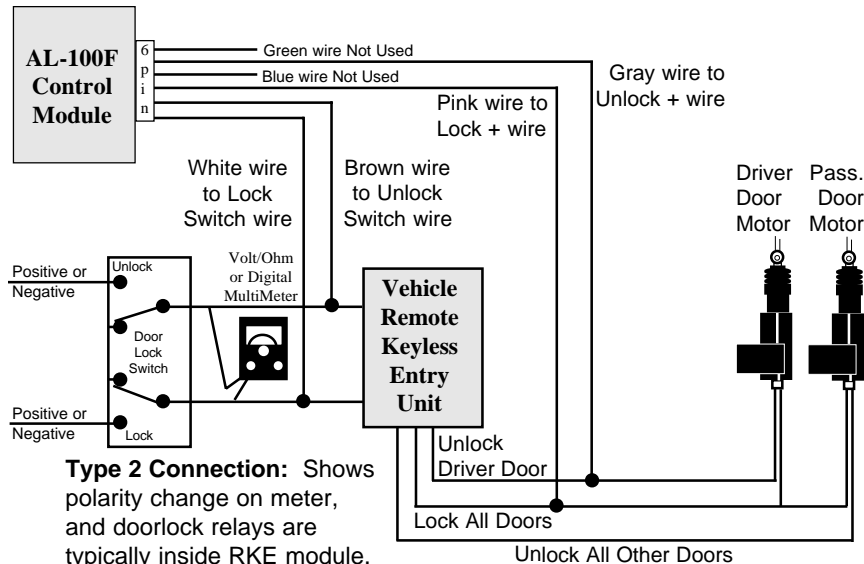 AL-100F
Control
Module
6
p
i
n
Green wire Not Used
Blue wire Not Used
Gray wire to
Unlock + wire
Pink wire to
Lock + wire
White wire
to Lock
Switch wire
Brown wire
to Unlock
Switch wire
Driver
Door
Motor
Pass.
Door
Motor
Positive or
Negative
Unlock
Volt/Ohm
or Digital
MultiMeter
Door
Lock
Switch
Positive or
Negative
Lock
Vehicle
Remote
Keyless
Entry
Unit
Unlock
Driver Door
Lock All Doors
Unlock All Other Doors
Type 2 Connection: Shows
polarity change on meter,
and doorlock relays are
typically inside RKE module.